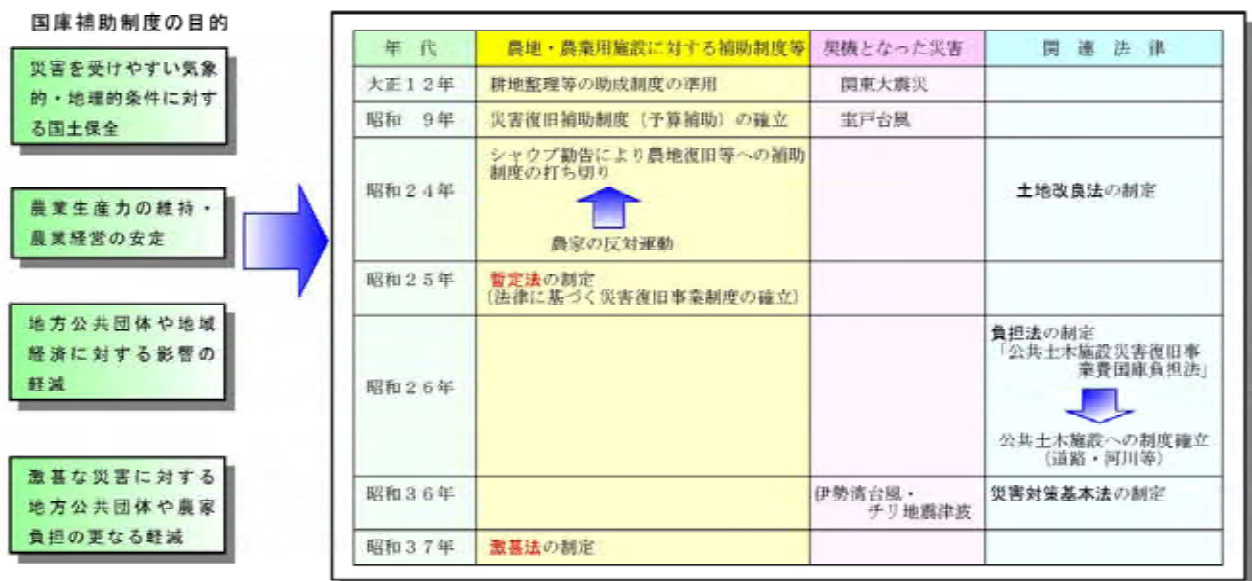 国庫補助制度の目的
災害を受けやすい気象
的・地理的条件に対す
る国土保全
農業生産力の維持・
農業経営の安定
地方公共団体や地域
経済に対する影響の
軽減
激甚な災害に対する
地方公共団体や農家
負担の更なる軽減
年 代 農地・農業用施設に対する補助制度等 契機となった災害 関 連 法 律
大正12年 耕地整理等の助成制度の準用 関東大震災
昭和 9年 災害復旧補助制度(予算補助)の確立 室戸台風
シャウプ勧告により農地復旧等への補助
制度の打ち切り
昭和24年 土地改良法の制定
農家の反対運動
昭和25年 暫定法の制定
(法律に基づく災害復旧事業制度の確立)
負担法の制定
「公共土木施設災害復旧事
業費国庫負担法」
昭和26年
公共土木施設への制度確立
(道路・河川等)
昭和36年 伊勢湾台風・ 災害対策基本法の制定
チリ地震津波
昭和37年 激甚法の制定